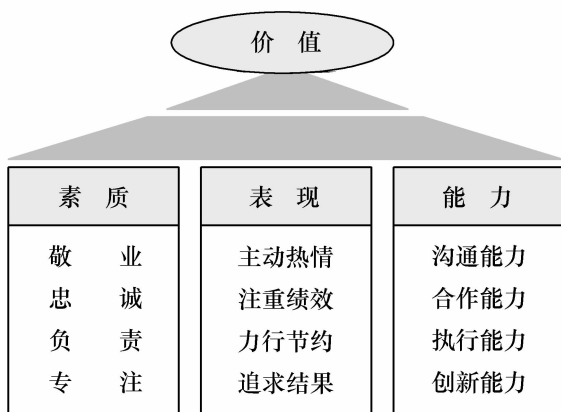 价 值
素 质
敬 业
忠 诚
负 责
专 注
表 现
主动热情
注重绩效
力行节约
追求结果
能 力
沟通能力
合作能力
执行能力
创新能力